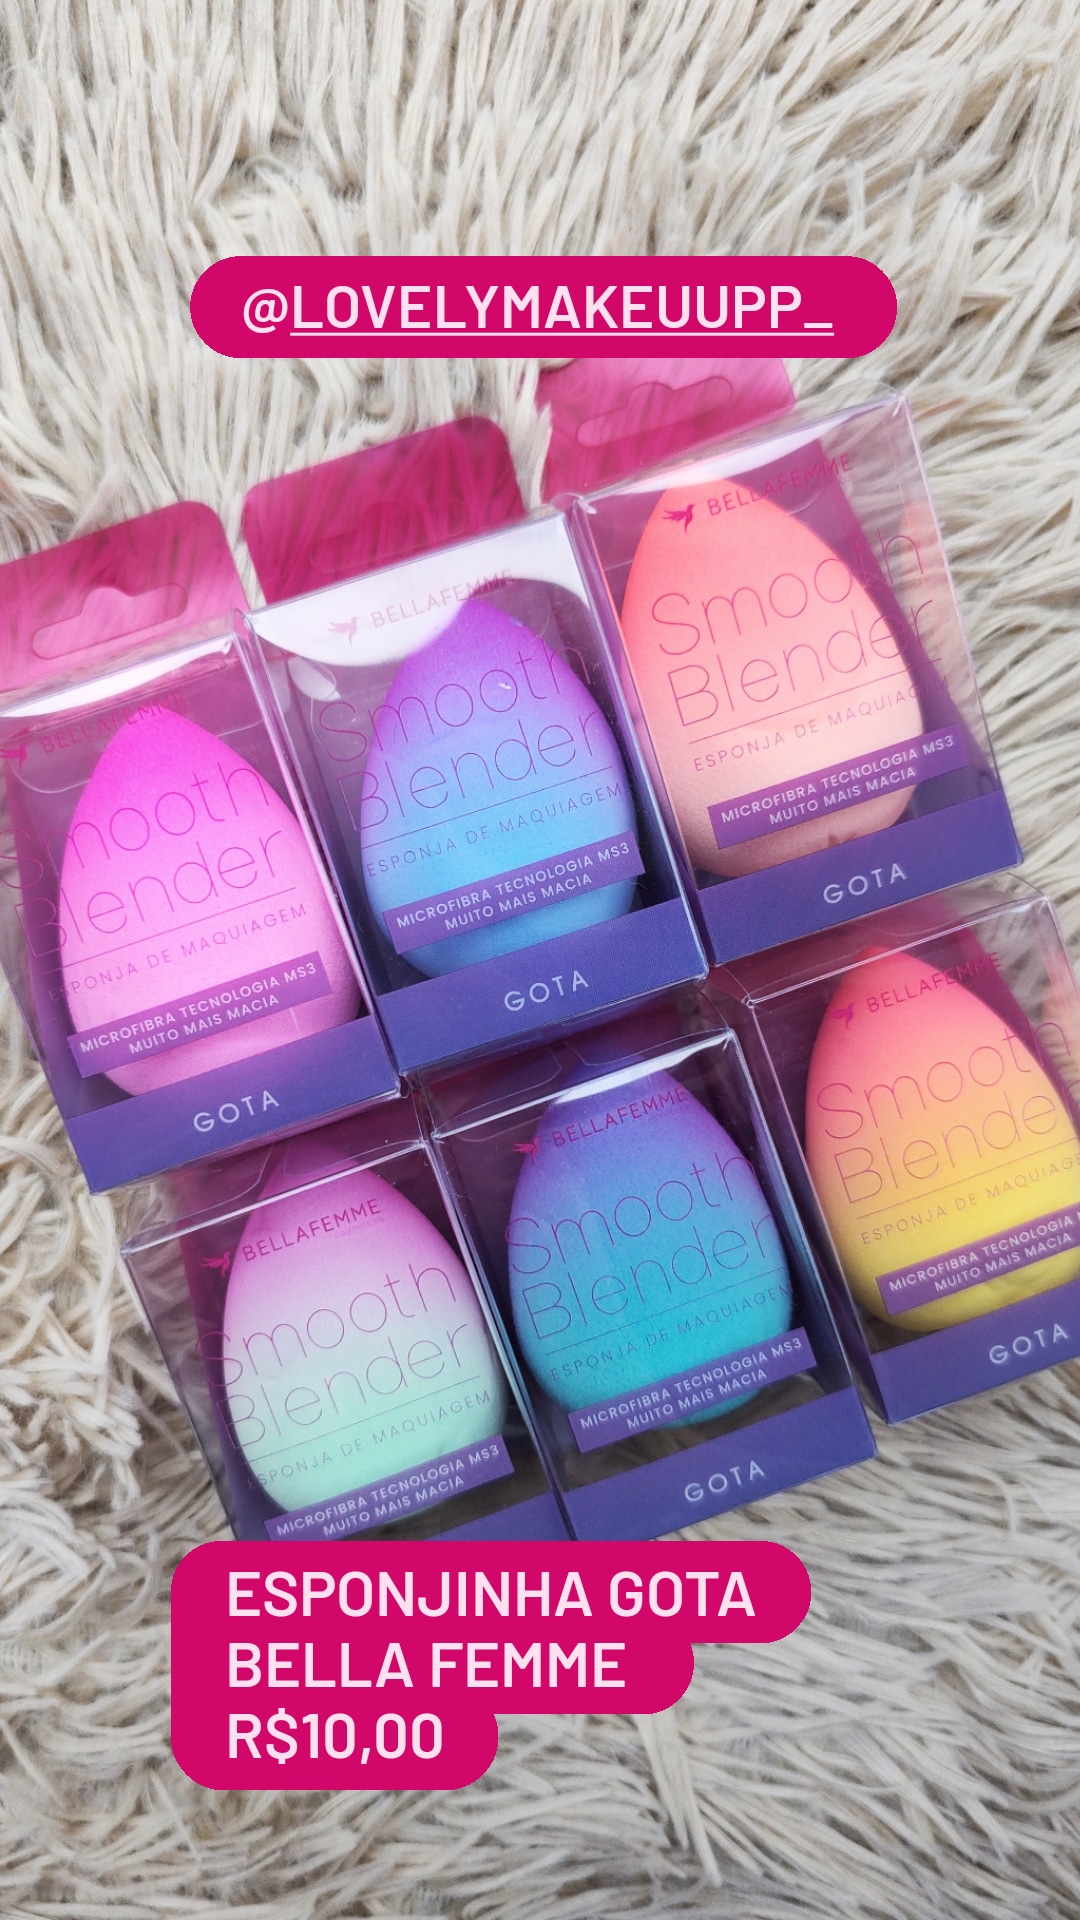 @LOVELYMAKEUUPP_
BELLAFEMME
Smooth
Blender
ESPONJA DE MAQUIAGEM
MICROFIBRA TECNOLOGIA MS3
MUITO MAIS MACIA
GOTA
BELLAFEMME
Smooth
Blender
ESPONJA DE MAQUIAGEM
MICROFIBRA TECNOLOGIA MS3
MUITO MAIS MACIA
GOTA
BELLAFEMME
Smooth
Blender
ESPONJA DE MAQUIAGEM
MICROFIBRA TECNOLOGIA MS3
MUITO MAIS MACIA
GOTA
BELLAFEMME
Smooth
Blender
ESPONJA DE MAQUIAGEM
MICROFIBRA TECNOLOGIA MS3
MUITO MAIS MACIA
BELLAFEMME
Smooth
Blender
ESPONJA DE MAQUIAGEM
MICROFIBRA TECNOLOGIA MS3
MUITO MAIS MACIA
GOTA
BELLAFEMME
Smooth
Blender
ESPONJA DE MAQUIAGE
MICROFIBRA TECNOLOGIA
MUITO MAIS MACIA
GOTA
ESPONJINHA GOTA
BELLA FEMME
R$10,00